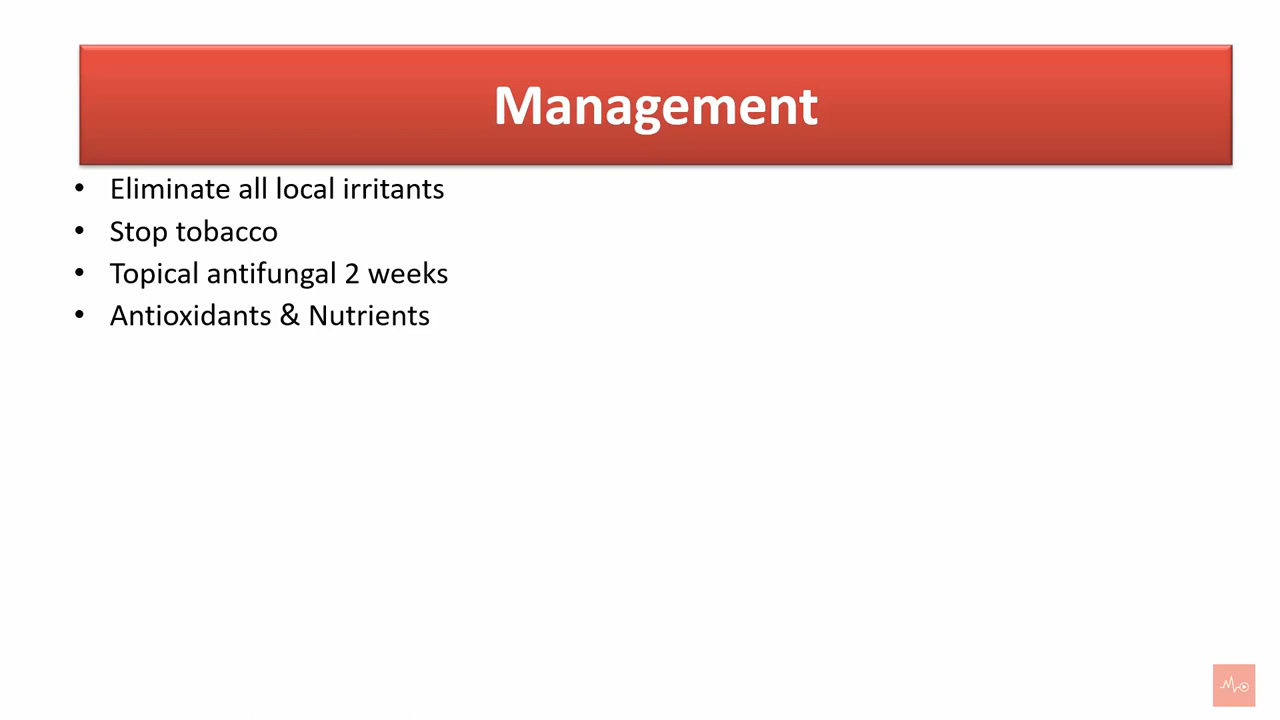 Management
• Eliminate all local irritants
• Stop tobacco
• Topical antifungal 2 weeks
• Antioxidants & Nutrients